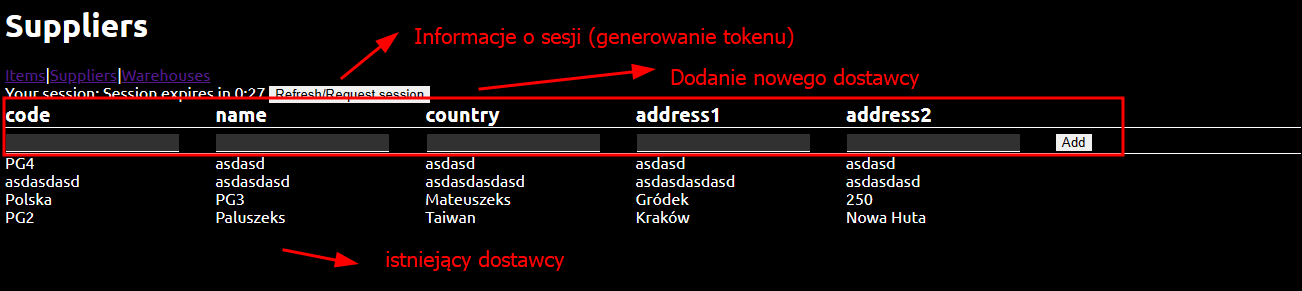 Suppliers
Informacje o sesji (generowanie tokenu)
Items|Suppliers|Warehouses
Dodanie nowego dostawcy
Your session: Session expires in 0:27 Refresh/Request session
code name country address1 address2
Add
PG4 asdasd asdasd asdasd asdasd
asdasdasd asdasdasd asdasdasdasd asdasdasdasd asdasdasd
Polska PG3 Mateuszeks Gródek 250
PG2 Paluszeks Taiwan Kraków Nowa Huta
istniejący dostawcy